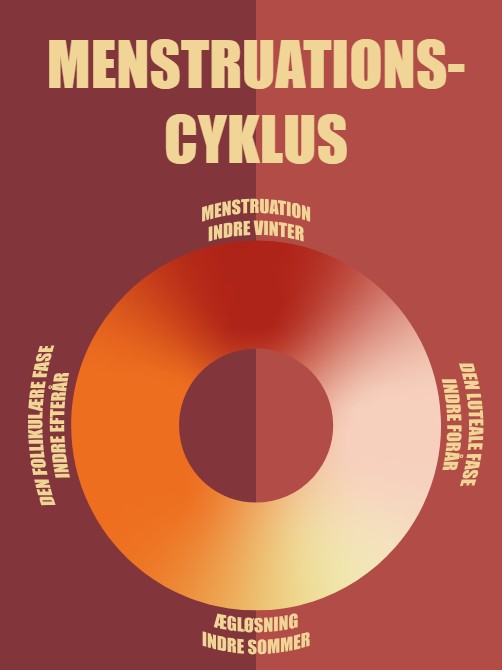 MENSTRUATIONS-
CYKLUS
MENSTRUATION
INDRE VINTER
DEN FOLLIKULÆRE FASE
INDRE EFTERÅR
DEN LUTEALE FASE
INDRE FORÅR
ÆGLØSNING
INDRE SOMMER